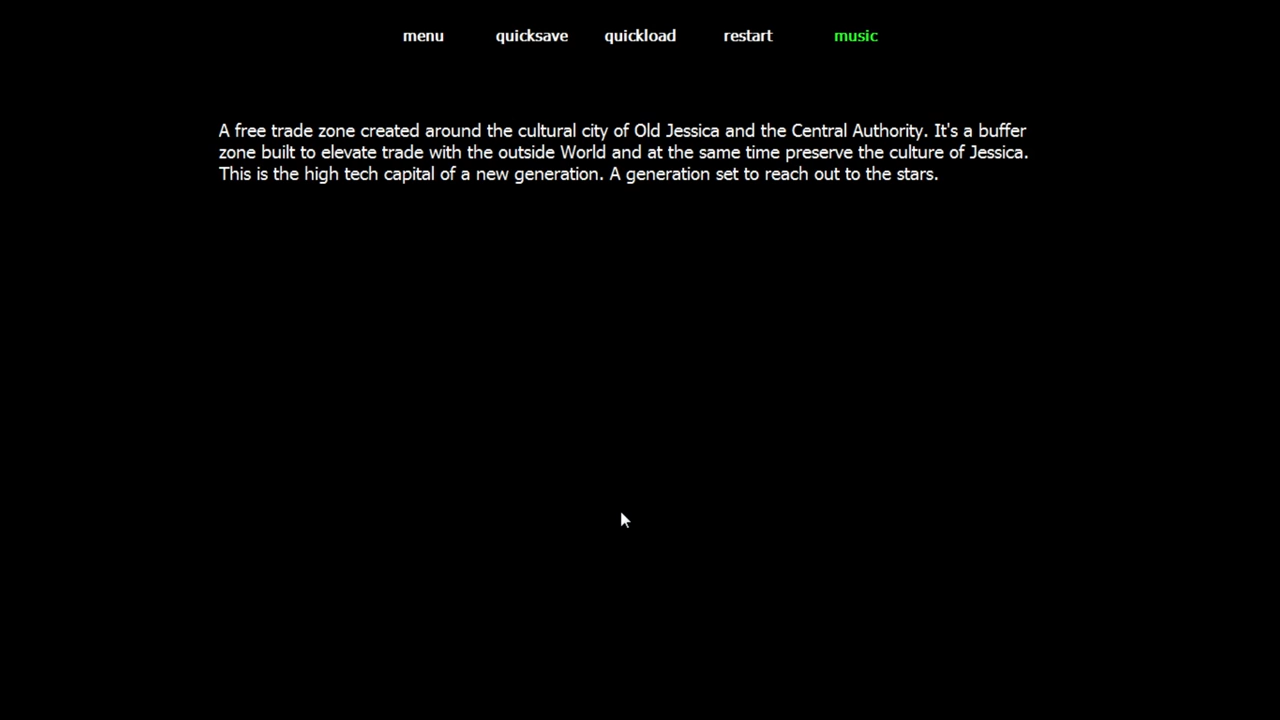 menu quicksave quickload restart music
A free trade zone created around the cultural city of Old Jessica and the Central Authority. It's a buffer
zone built to elevate trade with the outside World and at the same time preserve the culture of Jessica.
This is the high tech capital of a new generation. A generation set to reach out to the stars.